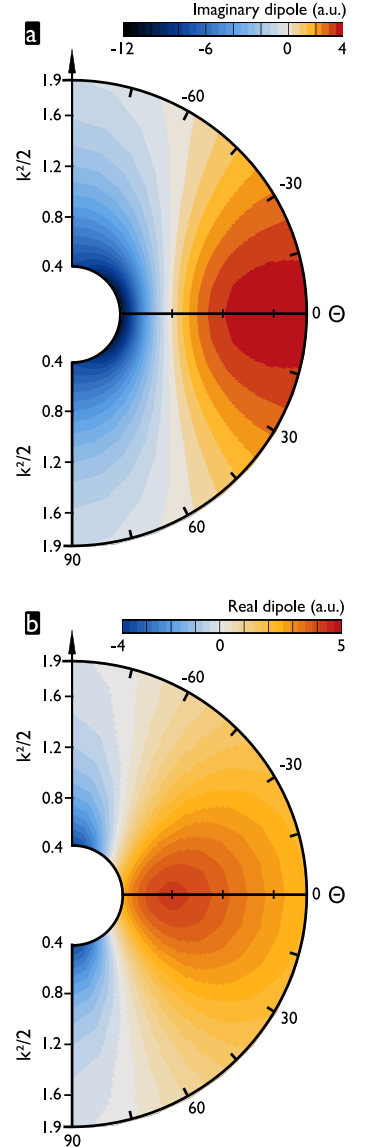 a
Imaginary dipole (a.u.)
-12 -6 0 4
1.9
1.6
1.2
0.8
0.4
0.4
0.8
1.2
1.6
1.9
k²/2
k²/2
-60
-30
0 Θ
30
60
90
b
Real dipole (a.u.)
-4 0 5
1.9
1.6
1.2
0.8
0.4
0.4
0.8
1.2
1.6
1.9
k²/2
k²/2
-60
-30
0 Θ
30
60
90